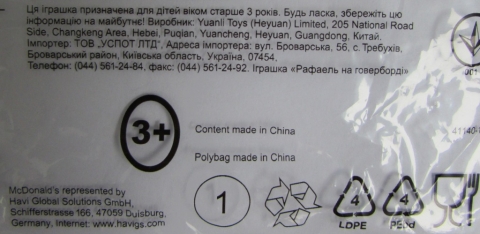 Ця іграшка призначена для дітей віком старше 3 років. Будь ласка, збережіть цю
інформацію на майбутнє! Виробник: Yuanli Toys (Heyuan) Limited, 205 National Road
Side, Changkeng Area, Hebei, Puqian, Yuancheng, Heyuan, Guangdong, Китай.
Імпортер: ТОВ „УСПОТ ЛТД", Адреса імпортера: вул. Броварська, 56, с. Требухів,
Броварський район, Київська область, Україна, 07454.
Телефон: (044) 561-24-84, факс: (044) 561-24-92. Іграшка «Рафаель на говерборді»
001
3+
Content made in China
41140-
Polybag made in China
McDonald's represented by
Havi Global Solutions GmbH,
Schifferstrasse 166, 47059 Duisburg,
Germany, Internet: www.havigs.com
1
4
LDPE
4